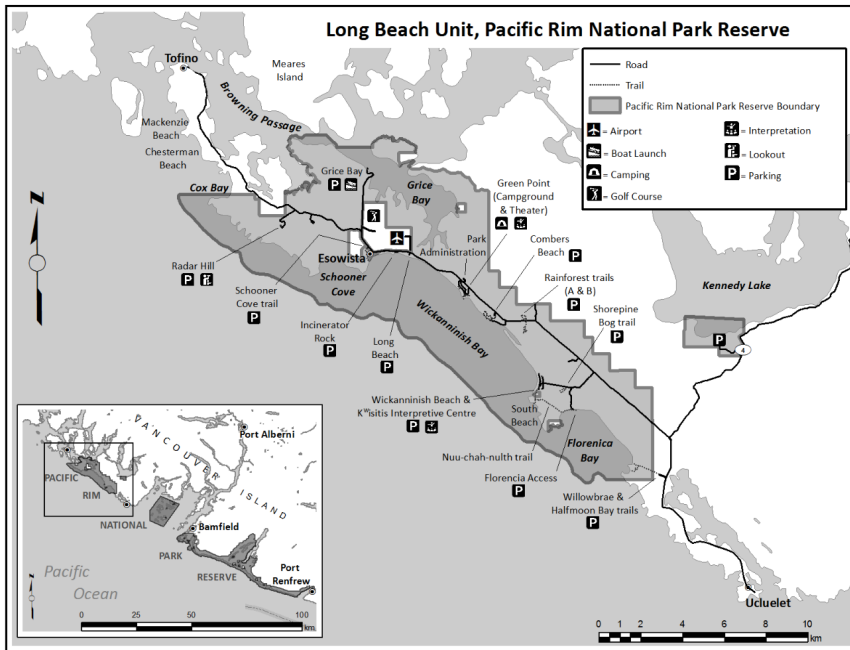 Long Beach Unit, Pacific Rim National Park Reserve
Road
Trail
Pacific Rim National Park Reserve Boundary
= Airport
= Boat Launch
= Camping
= Golf Course
= Interpretation
= Lookout
P = Parking
Tofino
Meares
Island
Browning Passage
Mackenzie
Beach
Chesterman
Beach
Cox Bay
Grice Bay
P
Grice
Bay
Green Point
(Campground
& Theater)
Park
Administration
Combers
Beach P
Rainforest trails
(A & B)
P
Kennedy Lake
P
4
Shorepine
Bog trail
P
Radar Hill
P
Esowista
Schooner
Cove
Schooner
Cove trail
P
Incinerator
Rock
P
Long
Beach
P
Wickanninish Bay
Wickanninish Beach &
Kʷisitis Interpretive Centre
P
South
Beach
Nuu-chah-nulth trail
Florenica
Bay
Florencia Access
P
Willowbrae &
Halfmoon Bay trails
P
Ucluelet
Z
0 1 2 4 6 8 10
km
VANCOUVER
ISLAND
Port Alberni
PACIFIC
RIM
NATIONAL
PARK
RESERVE
Bamfield
Port
Renfrew
Pacific
Ocean
Z
0 25 50 100
km